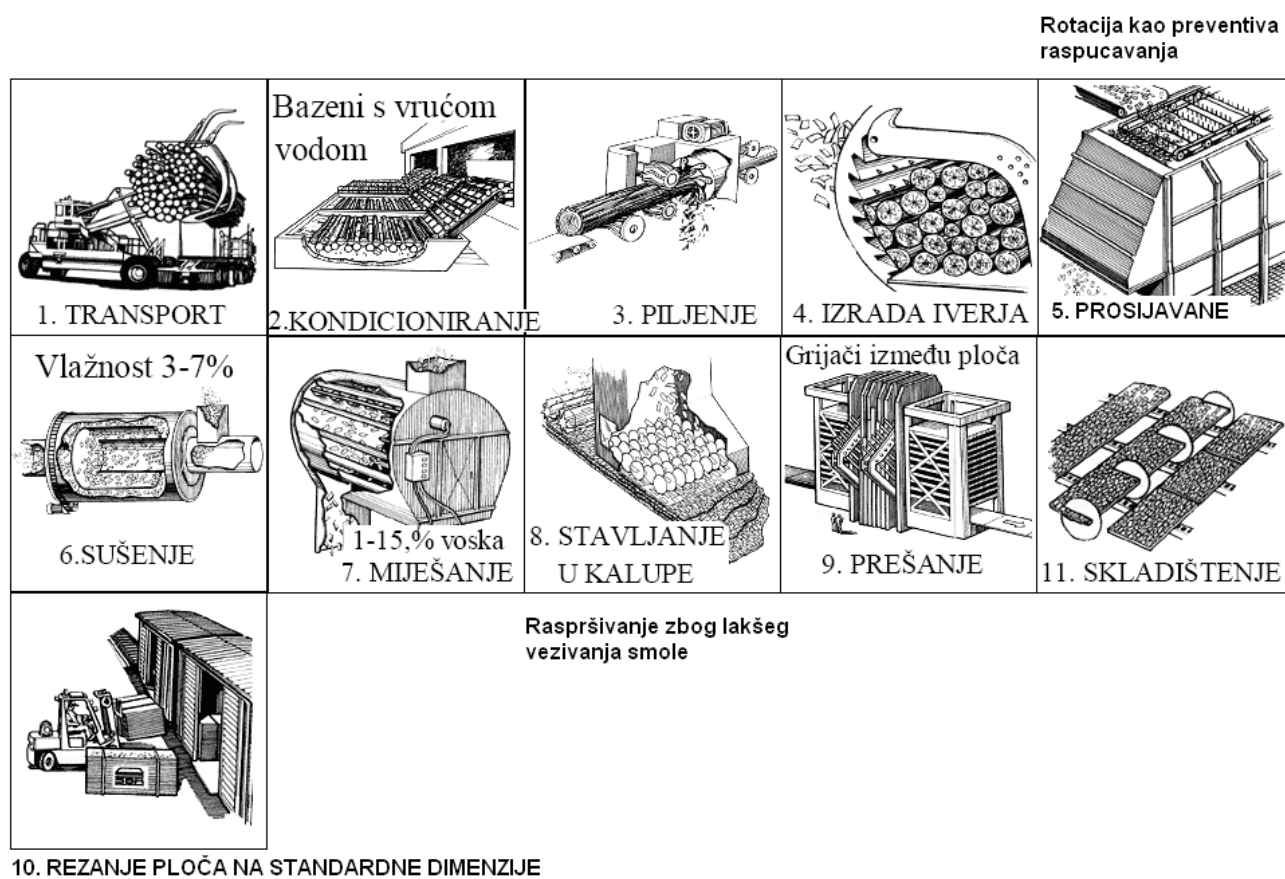 Rotacija kao preventiva
raspucavanja
Bazeni s vrućom
vodom
1. TRANSPORT
2.KONDICIONIRANJE
3. PILJENJE
4. IZRADA IVERJA
5. PROSIJAVANE
Vlažnost 3-7%
6.SUŠENJE
1-15,% voska
7. MIJEŠANJE
8. STAVLJANJE
U KALUPE
Grijači između ploča
9. PREŠANJE
11. SKLADIŠTENJE
Raspršivanje zbog lakšeg
vezivanja smole
10. REZANJE PLOČA NA STANDARDNE DIMENZIJE